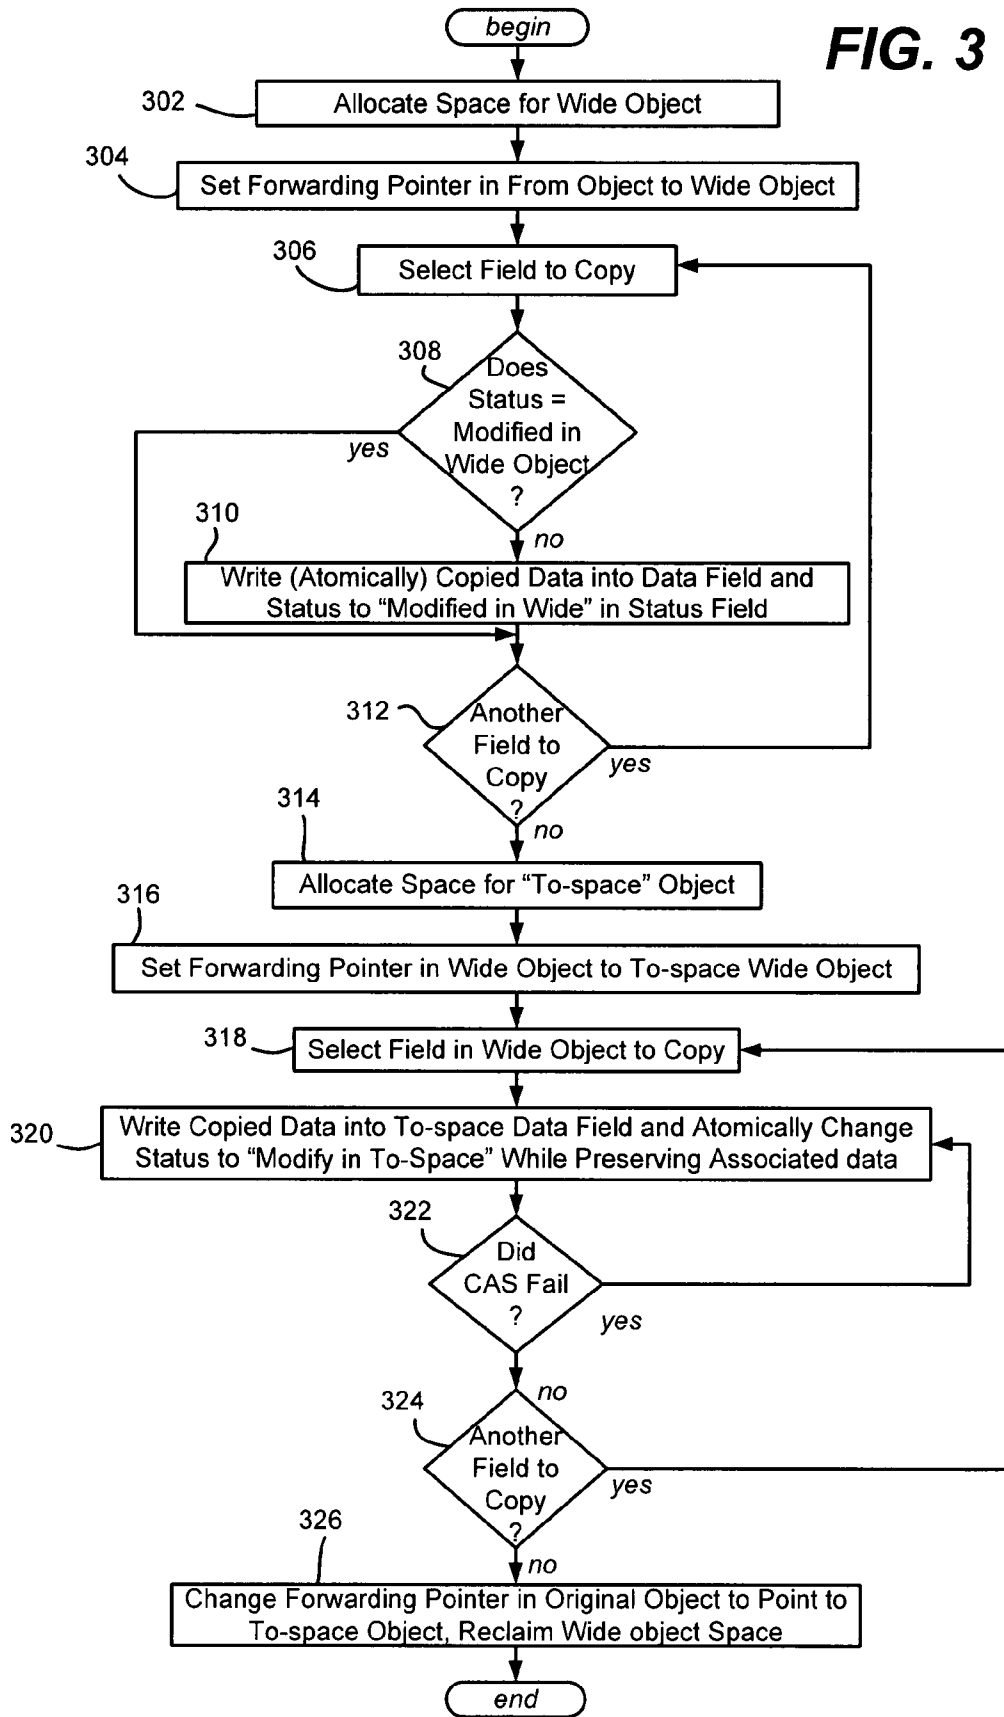 begin
FIG. 3
302
Allocate Space for Wide Object
304
Set Forwarding Pointer in From Object to Wide Object
306
Select Field to Copy
308
Does
Status =
Modified in
Wide Object
?
yes
no
310
Write (Atomically) Copied Data into Data Field and
Status to “Modified in Wide” in Status Field
312
Another
Field to
Copy
?
yes
no
314
Allocate Space for “To-space” Object
316
Set Forwarding Pointer in Wide Object to To-space Wide Object
318
Select Field in Wide Object to Copy
320
Write Copied Data into To-space Data Field and Atomically Change
Status to “Modify in To-Space” While Preserving Associated data
322
Did
CAS Fail
?
yes
no
324
Another
Field to
Copy
?
yes
no
326
Change Forwarding Pointer in Original Object to Point to
To-space Object, Reclaim Wide object Space
end